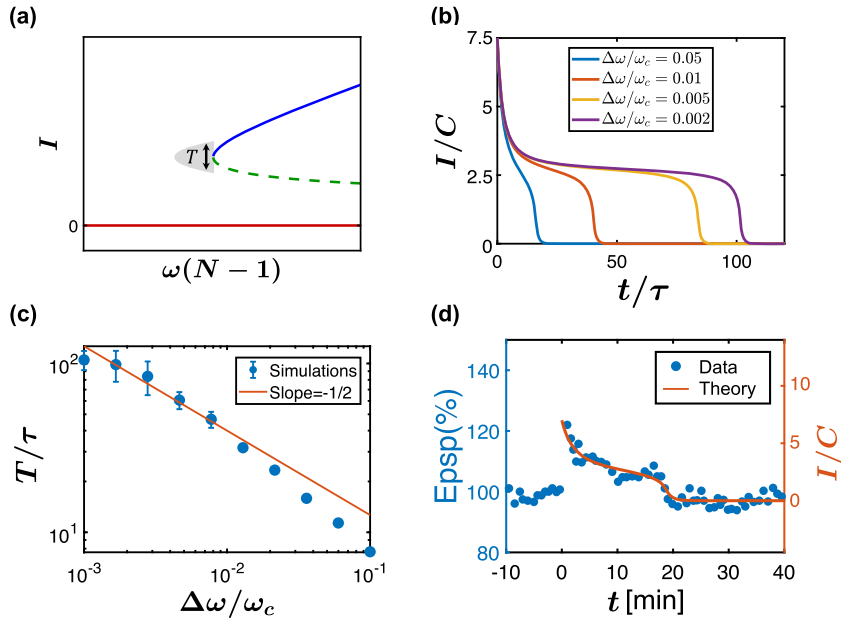 (a)
I
T
0
ω(N − 1)
(b)
7.5
5
2.5
0
I/C
Δω/ω_c = 0.05
Δω/ω_c = 0.01
Δω/ω_c = 0.005
Δω/ω_c = 0.002
0 50 100
t/τ
(c)
10^2
10^1
T/τ
Simulations
Slope=-1/2
10^-3 10^-2 10^-1
Δω/ω_c
(d)
140
120
100
80
Epsp(%)
Data
Theory
10
5
0
I/C
-10 0 10 20 30 40
t [min]